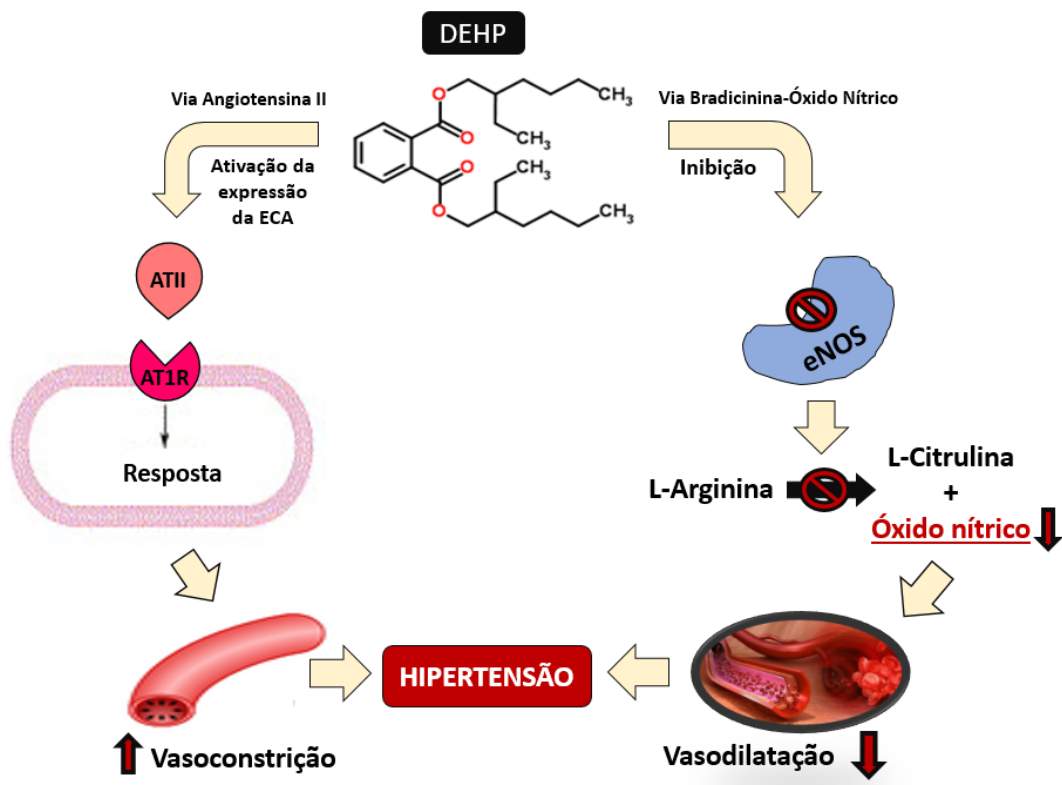 DEHP
Via Angiotensina II
Ativação da
expressão
da ECA
O
O
O
O
CH3
CH3
CH3
CH3
Via Bradicinina-Óxido Nítrico
Inibição
ATII
AT1R
Resposta
eNOS
L-Arginina
L-Citrulina
+
Óxido nítrico
HIPERTENSÃO
Vasoconstrição
Vasodilatação